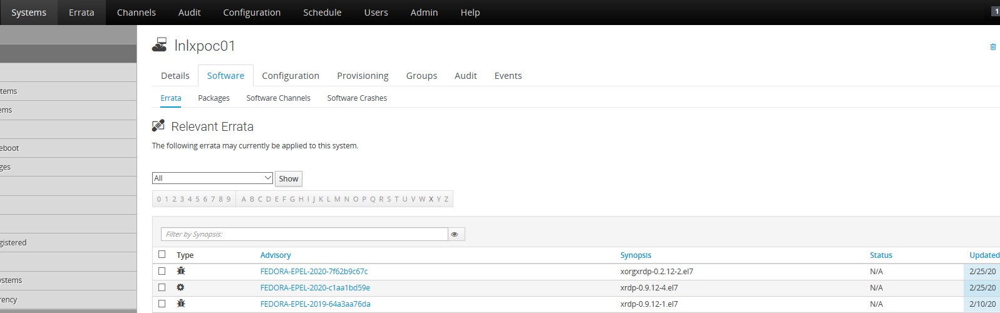 Systems Errata Channels Audit Configuration Schedule Users Admin Help 1
lnlxpoc01
Details Software Configuration Provisioning Groups Audit Events
tems
Errata Packages Software Channels Software Crashes
ems
Relevant Errata
The following errata may currently be applied to this system.
eboot
ges
All Show
0 1 2 3 4 5 6 7 8 9 A B C D E F G H I J K L M N O P Q R S T U V W X Y Z
Filter by Synopsis:
gistered
Type Advisory Synopsis Status Updated
FEDORA-EPEL-2020-7f62b9c67c xorgxrdp-0.2.12-2.el7 N/A 2/25/20
ystems
FEDORA-EPEL-2020-c1aa1bd59e xrdp-0.9.12-4.el7 N/A 2/25/20
rency
FEDORA-EPEL-2019-64a3aa76da xrdp-0.9.12-1.el7 N/A 2/10/20